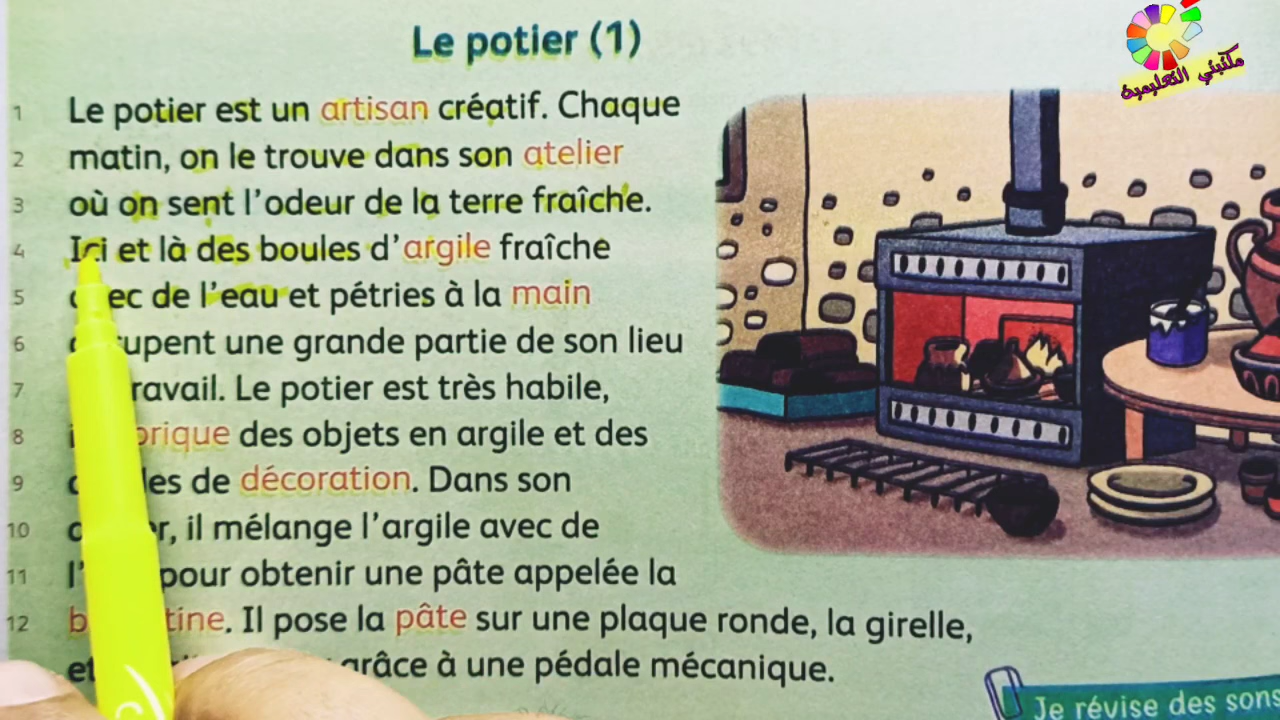 Le potier (1)
مكتبتي التعليمية
1 Le potier est un artisan créatif. Chaque
2 matin, on le trouve dans son atelier
3 où on sent l'odeur de la terre fraîche.
4 Ici et là des boules d'argile fraîche
5 ec de l'eau et pétries à la main
6 upent une grande partie de son lieu
7 ravail. Le potier est très habile,
8 brique des objets en argile et des
9 les de décoration. Dans son
10 r, il mélange l'argile avec de
11 l' pour obtenir une pâte appelée la
12 b tine. Il pose la pâte sur une plaque ronde, la girelle,
et grâce à une pédale mécanique.
Je révise des sons